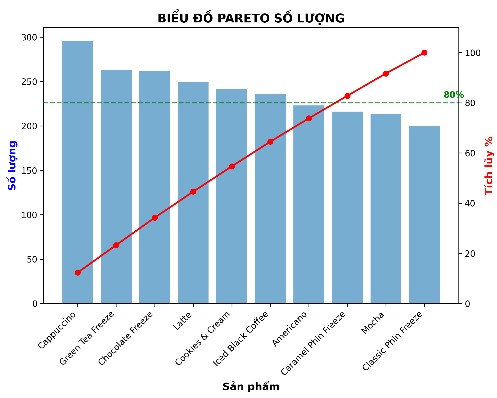 BIỂU ĐỒ PARETO SỐ LƯỢNG
300
250
200
150
100
50
0
Số lượng
100
80
60
40
20
0
Tích lũy %
80%
Cappuccino
Green Tea Freeze
Chocolate Freeze
Latte
Cookies & Cream
Iced Black Coffee
Americano
Caramel Phin Freeze
Mocha
Classic Phin Freeze
Sản phẩm